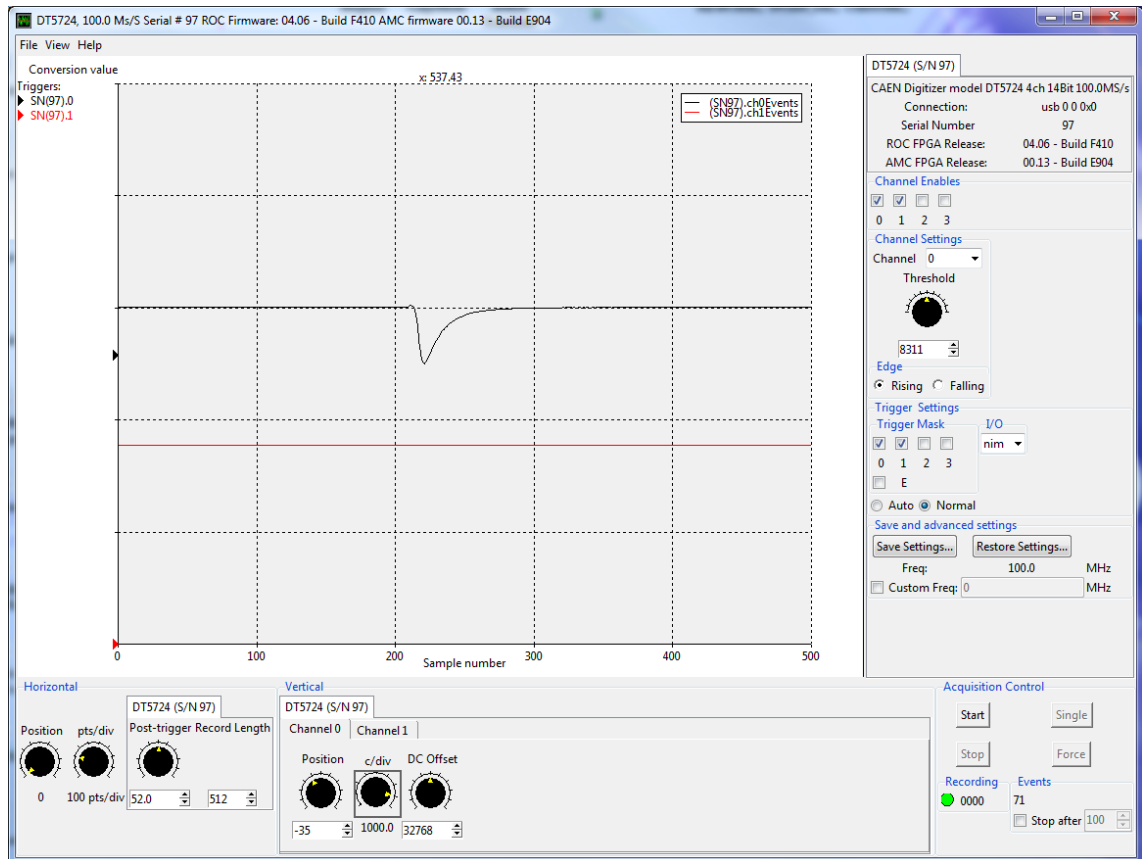 DT5724, 100.0 Ms/S Serial # 97 ROC Firmware: 04.06 - Build F410 AMC firmware 00.13 - Build E904
File View Help
Conversion value
Triggers:
SN(97).0
SN(97).1
x: 537.43
(SN97).ch0Events
(SN97).ch1Events
0 100 200 300 400 500
Sample number
DT5724 (S/N 97)
CAEN Digitizer model DT5724 4ch 14Bit 100.0MS/s
Connection: usb 0 0 0x0
Serial Number 97
ROC FPGA Release: 04.06 - Build F410
AMC FPGA Release: 00.13 - Build E904
Channel Enables
0 1 2 3
Channel Settings
Channel 0
Threshold
8311
Edge
Rising Falling
Trigger Settings
Trigger Mask I/O
nim
0 1 2 3
E
Auto Normal
Save and advanced settings
Save Settings... Restore Settings...
Freq: 100.0 MHz
Custom Freq: 0 MHz
Horizontal
DT5724 (S/N 97)
Position pts/div Post-trigger Record Length
0 100 pts/div 52.0 512
Vertical
DT5724 (S/N 97)
Channel 0 Channel 1
Position c/div DC Offset
-35 1000.0 32768
Acquisition Control
Start Single
Stop Force
Recording Events
0000 71
Stop after 100